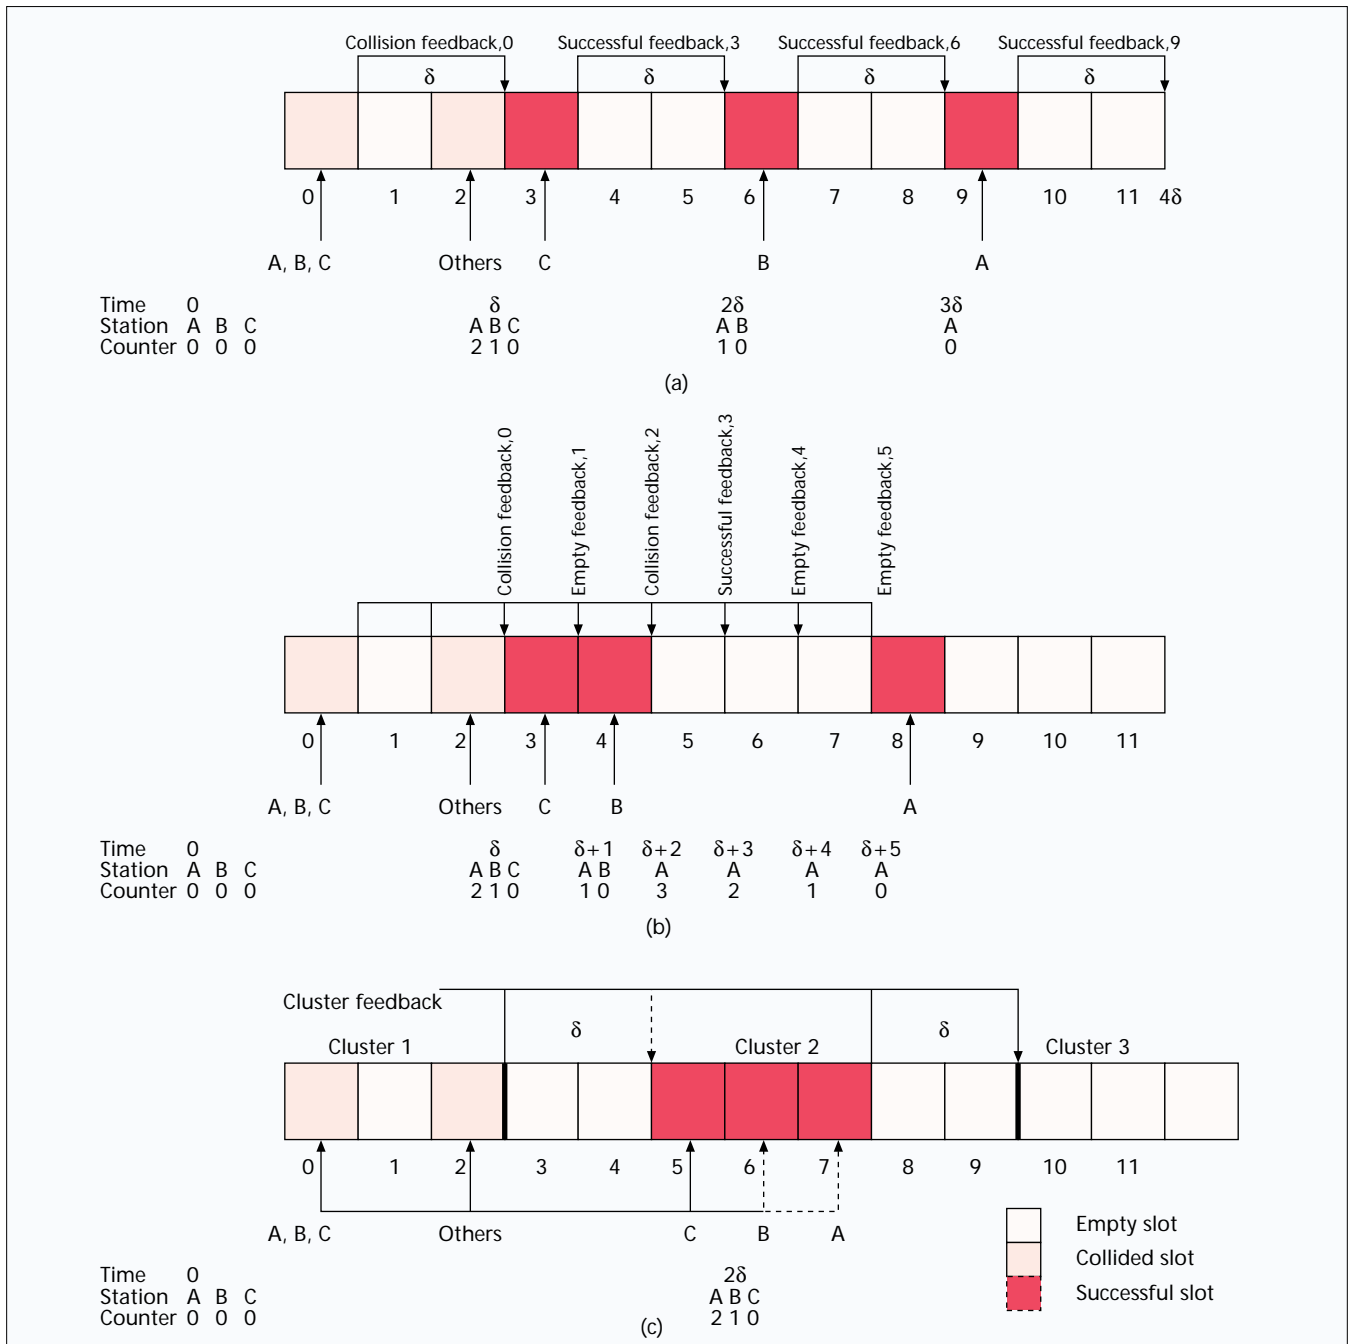 Collision feedback,0 Successful feedback,3 Successful feedback,6 Successful feedback,9
δ δ δ δ
0 1 2 3 4 5 6 7 8 9 10 11 4δ
A, B, C Others C B A
Time 0 δ 2δ 3δ
Station A B C A B C A B A
Counter 0 0 0 2 1 0 1 0 0
(a)
Collision feedback,0
Empty feedback,1
Collision feedback,2
Successful feedback,3
Empty feedback,4
Empty feedback,5
0 1 2 3 4 5 6 7 8 9 10 11
A, B, C Others C B A
Time 0 δ δ+1 δ+2 δ+3 δ+4 δ+5
Station A B C A B C A B A A A A
Counter 0 0 0 2 1 0 1 0 3 2 1 0
(b)
Cluster feedback
δ δ
Cluster 1 Cluster 2 Cluster 3
0 1 2 3 4 5 6 7 8 9 10 11
A, B, C Others C B A
Empty slot
Collided slot
Successful slot
Time 0 2δ
Station A B C A B C
Counter 0 0 0 2 1 0
(c)